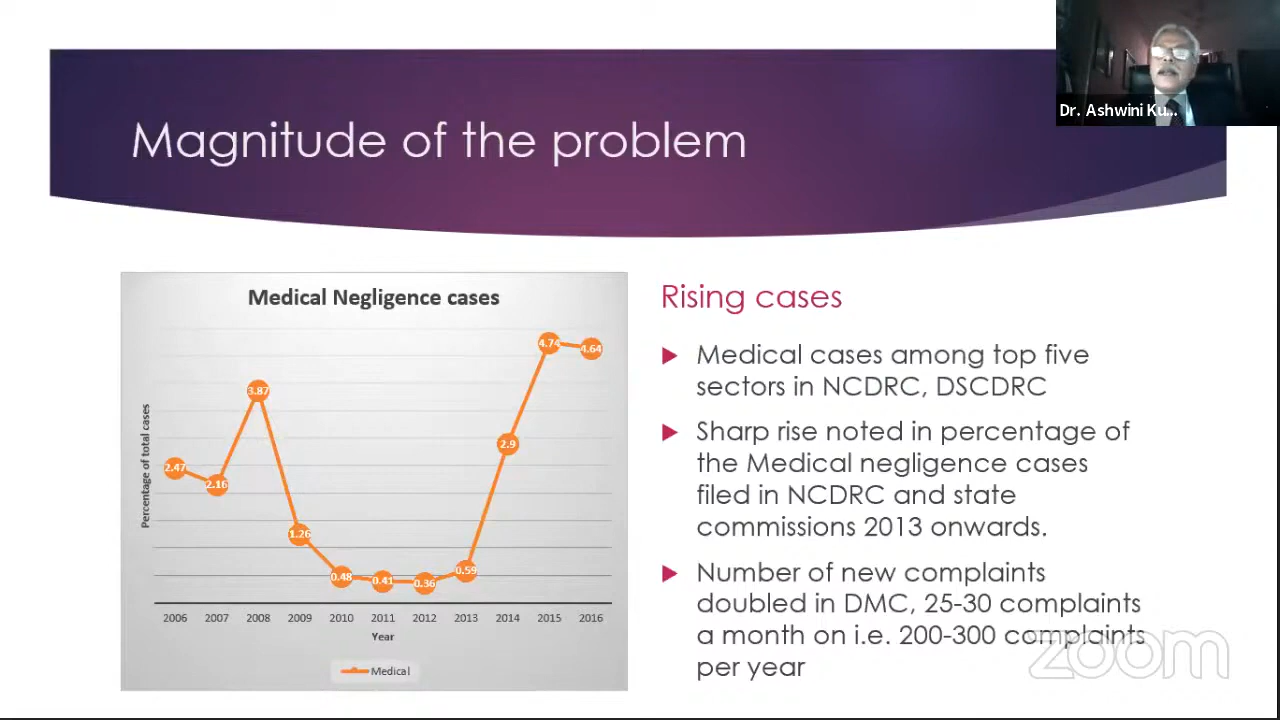 Dr. Ashwini Ku...
Magnitude of the problem
Medical Negligence cases
Percentage of total cases
2.47
2.16
3.87
1.26
0.48
0.41
0.36
0.59
2.9
4.74
4.64
2006 2007 2008 2009 2010 2011 2012 2013 2014 2015 2016
Year
Medical
Rising cases
Medical cases among top five
sectors in NCDRC, DSCDRC
Sharp rise noted in percentage of
the Medical negligence cases
filed in NCDRC and state
commissions 2013 onwards.
Number of new complaints
doubled in DMC, 25-30 complaints
a month on i.e. 200-300 complaints
per year
zoom